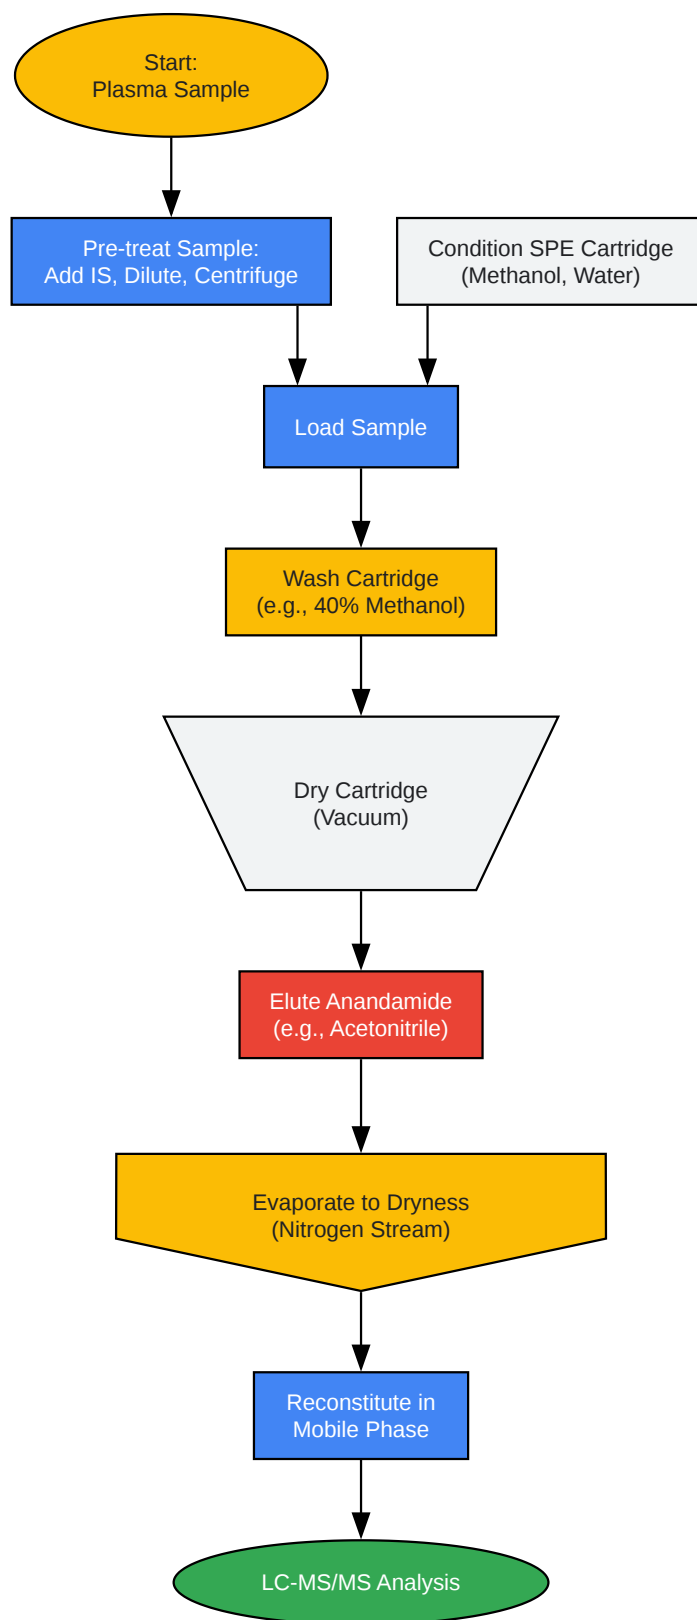 Start:
Plasma Sample
Pre-treat Sample:
Add IS, Dilute, Centrifuge
Condition SPE Cartridge
(Methanol, Water)
Load Sample
Wash Cartridge
(e.g., 40% Methanol)
Dry Cartridge
(Vacuum)
Elute Anandamide
(e.g., Acetonitrile)
Evaporate to Dryness
(Nitrogen Stream)
Reconstitute in
Mobile Phase
LC-MS/MS Analysis